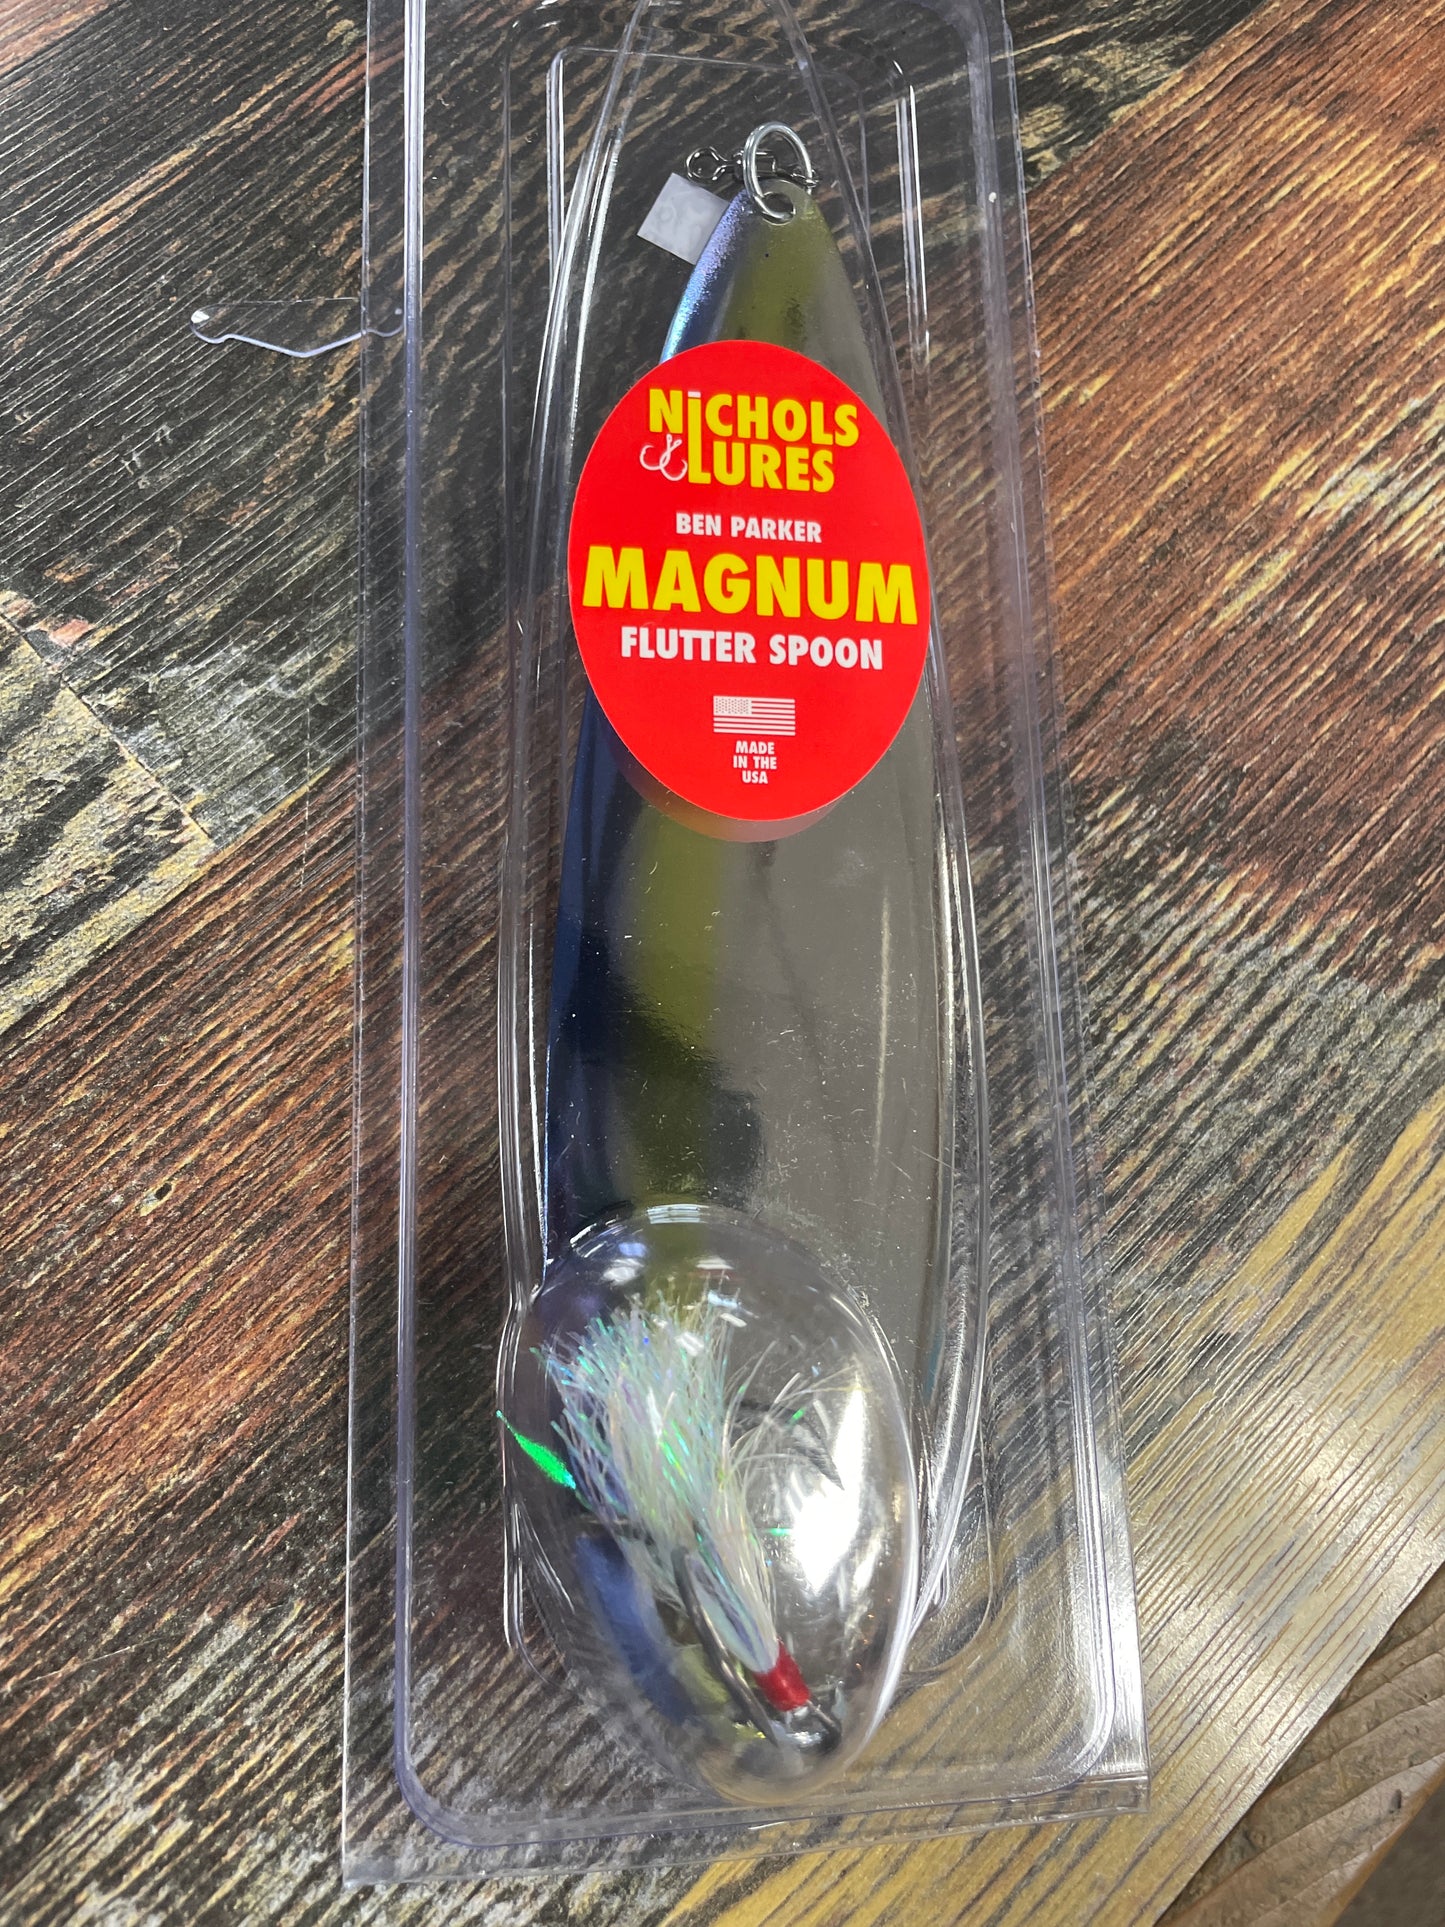 NICHOLS
LURES
BEN PARKER
MAGNUM
FLUTTER SPOON
MADE
IN THE
USA